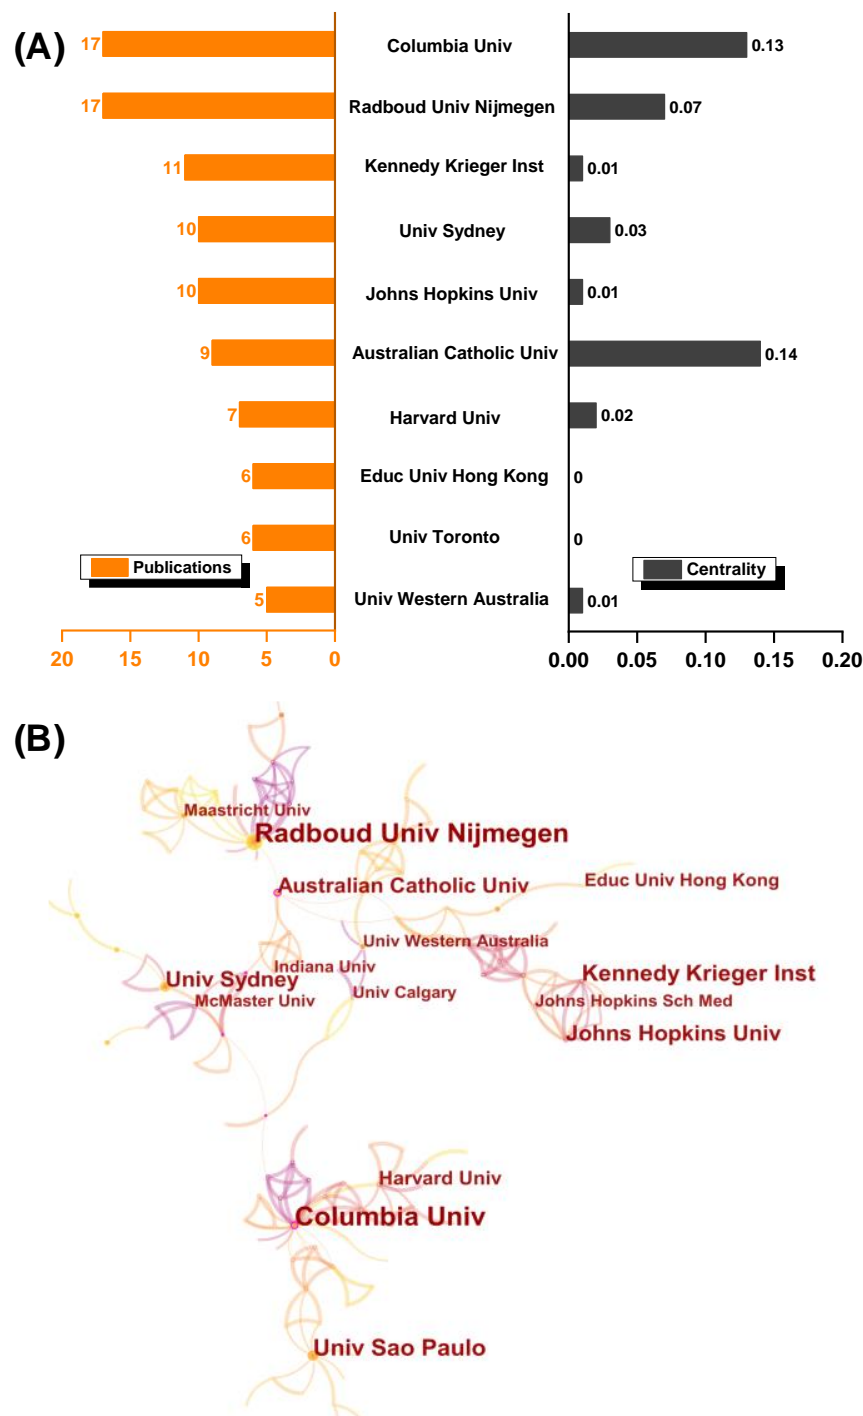 (A)
17 Columbia Univ 0.13
17 Radboud Univ Nijmegen 0.07
11 Kennedy Krieger Inst 0.01
10 Univ Sydney 0.03
10 Johns Hopkins Univ 0.01
9 Australian Catholic Univ 0.14
7 Harvard Univ 0.02
6 Educ Univ Hong Kong 0
6 Univ Toronto 0
Publications Centrality
5 Univ Western Australia 0.01
20 15 10 5 0 0.00 0.05 0.10 0.15 0.20
(B)
Maastricht Univ
Radboud Univ Nijmegen
Australian Catholic Univ
Educ Univ Hong Kong
Univ Western Australia
Indiana Univ
Univ Sydney
Kennedy Krieger Inst
McMaster Univ
Univ Calgary
Johns Hopkins Sch Med
Johns Hopkins Univ
Harvard Univ
Columbia Univ
Univ Sao Paulo